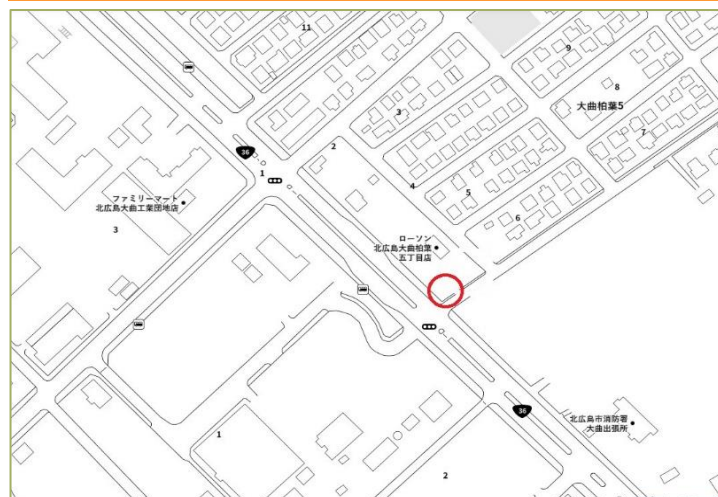 11
9
8
大曲柏葉5
3
7
2
36
4
1
5
ファミリーマート
北広島大曲工業団地店
6
3
ローソン
北広島大曲柏葉
五丁目店
36
北広島市消防署
大曲出張所
1
2